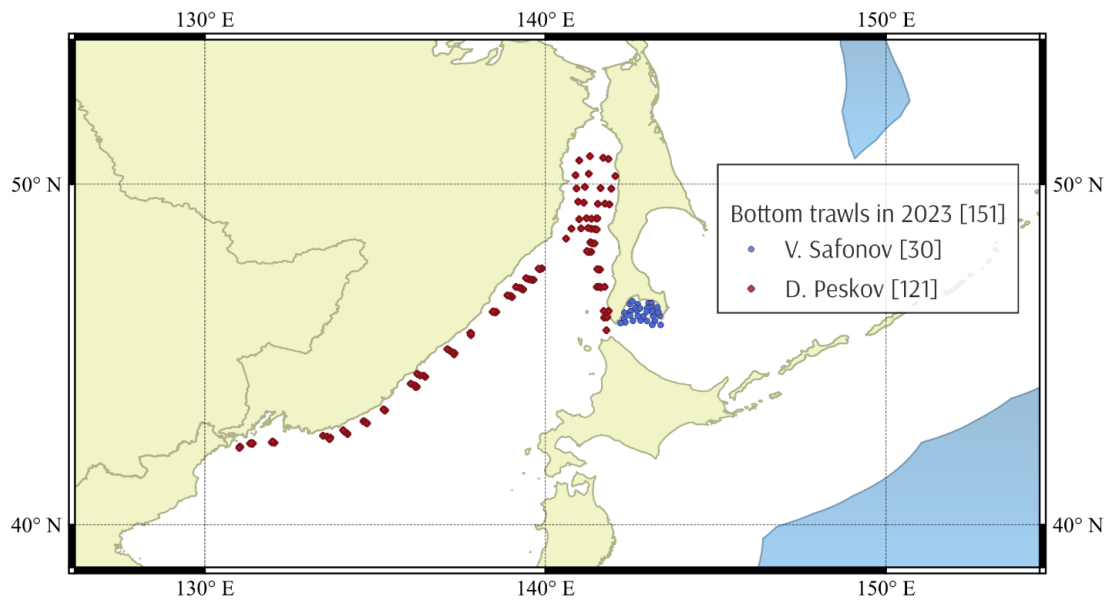 130° E 140° E 150° E
50° N 50° N
Bottom trawls in 2023 [151]
V. Safonov [30]
D. Peskov [121]
40° N 40° N
130° E 140° E 150° E